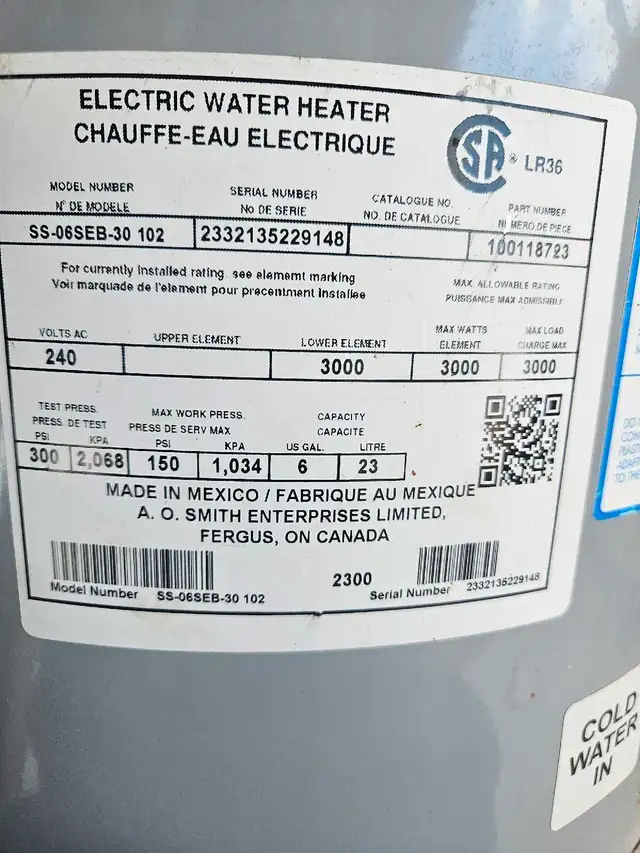 ELECTRIC WATER HEATER
CHAUFFE-EAU ELECTRIQUE
CSA ® LR36
MODEL NUMBER
N° DE MODELE
SERIAL NUMBER
No DE SERIE
CATALOGUE NO.
NO. DE CATALOGUE
PART NUMBER
NUMERO DE PIECE
SS-06SEB-30 102
2332135229148
100118723
For currently installed rating, see element marking
Voir marquade de l'element pour precentment installee
MAX. ALLOWABLE RATING
PUISSANCE MAX ADMISSIBLE
VOLTS AC
UPPER ELEMENT
LOWER ELEMENT
MAX WATTS
ELEMENT
MAX LOAD
CHARGE MAX
240
3000
3000
3000
TEST PRESS.
PRESS. DE TEST
MAX WORK PRESS.
PRESS DE SERV MAX
CAPACITY
CAPACITE
PSI KPA PSI KPA US GAL. LITRE
300 2,068 150 1,034 6 23
MADE IN MEXICO / FABRIQUE AU MEXIQUE
A. O. SMITH ENTERPRISES LIMITED,
FERGUS, ON CANADA
2300
Model Number SS-06SEB-30 102
Serial Number 2332135229148
DO
TO THE
COLD
WATER
IN